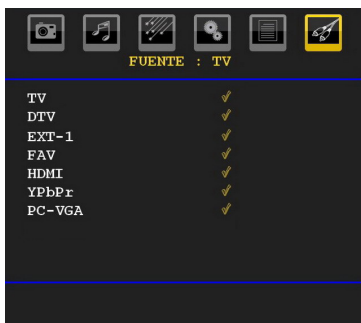 FUENTE : TV
TV
DTV
EXT-1
FAV
HDMI
YPbPr
PC-VGA